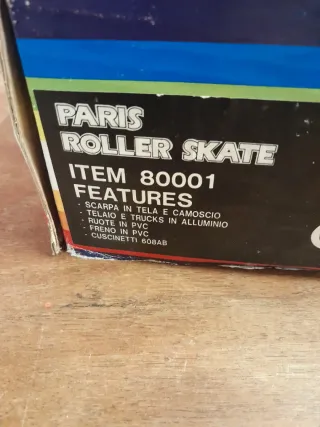 PARIS
ROLLER SKATE
ITEM 80001
FEATURES
- SCARPA IN TELA E CAMOSCIO
- TELAIO E TRUCKS IN ALLUMINIO
- RUOTE IN PVC
- FRENO IN PVC
- CUSCINETTI 608AB